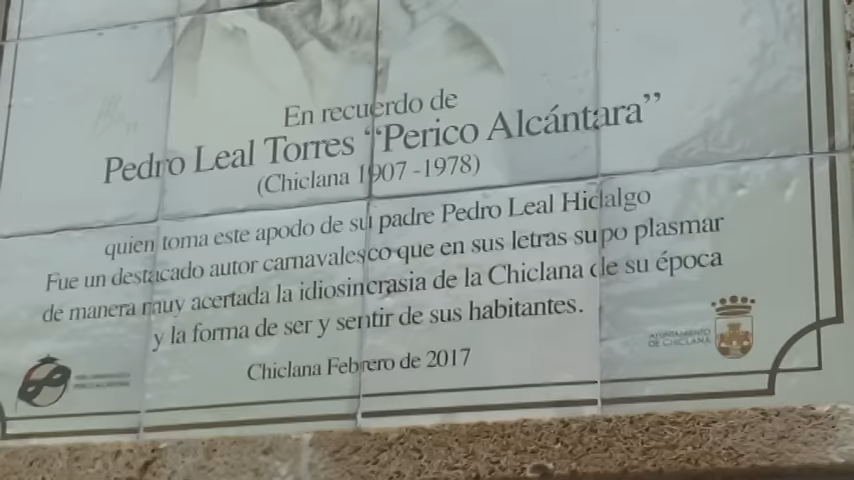 En recuerdo de
Pedro Leal Torres “Perico Alcántara”
(Chiclana 1907 -1978)
quien toma este apodo de su padre Pedro Leal Hidalgo
Fue un destacado autor carnavalesco que en sus letras supo plasmar
de manera muy acertada la idiosincrasia de la Chiclana de su época
y la forma de ser y sentir de sus habitantes.
Chiclana Febrero de 2017
AYUNTAMIENTO
DE CHICLANA